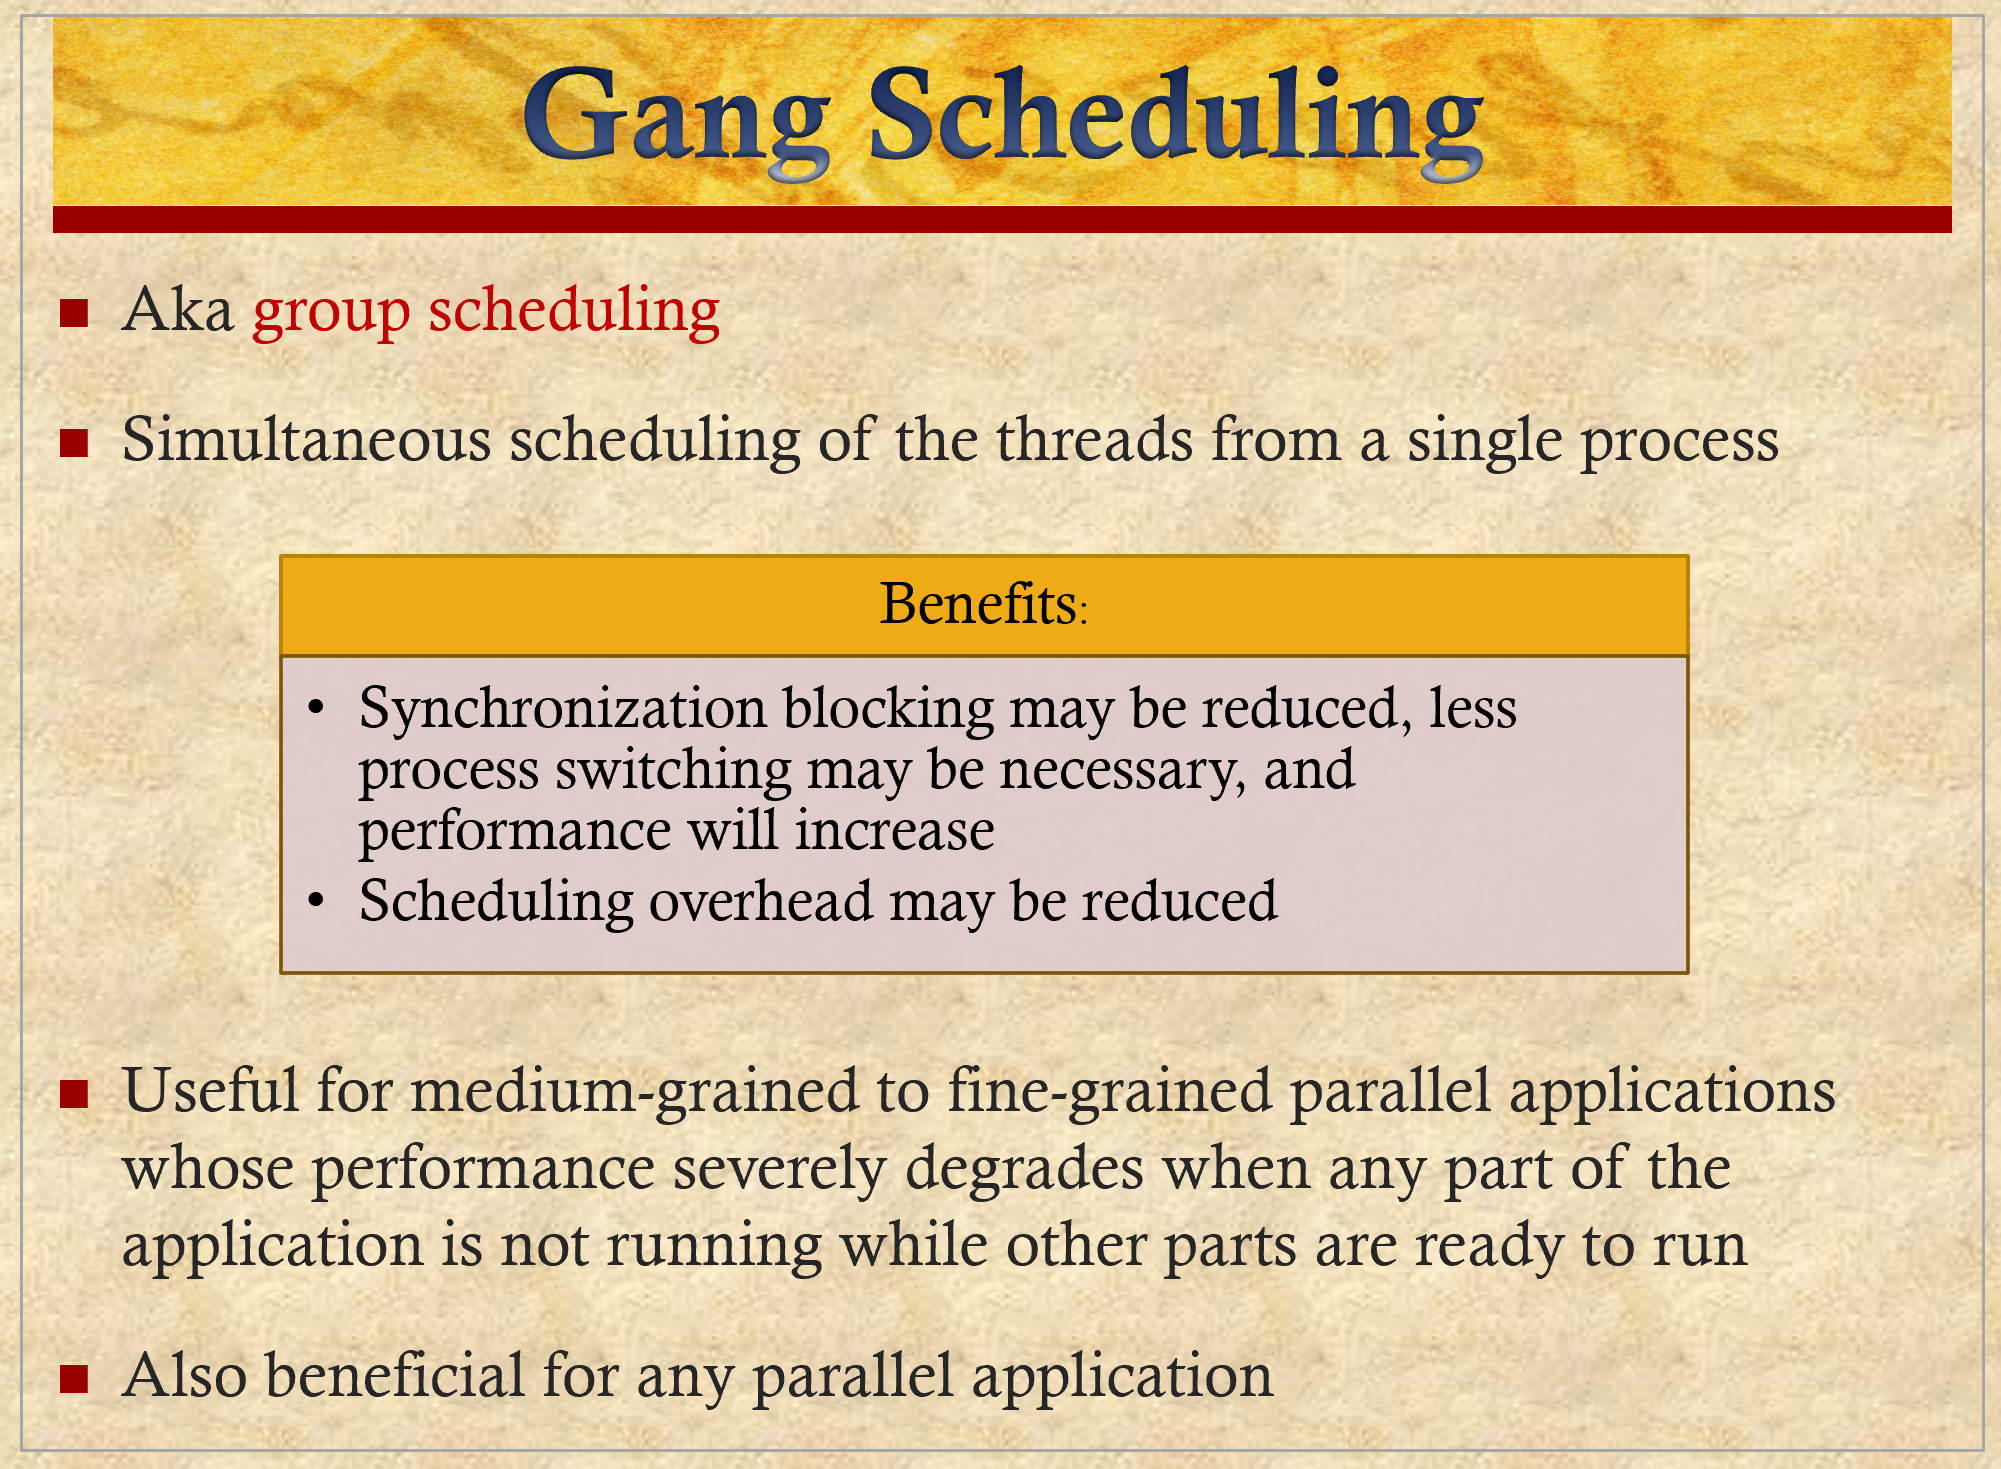 Gang Scheduling
Aka group scheduling
Simultaneous scheduling of the threads from a single process
Benefits:
• Synchronization blocking may be reduced, less
process switching may be necessary, and
performance will increase
• Scheduling overhead may be reduced
Useful for medium-grained to fine-grained parallel applications
whose performance severely degrades when any part of the
application is not running while other parts are ready to run
Also beneficial for any parallel application